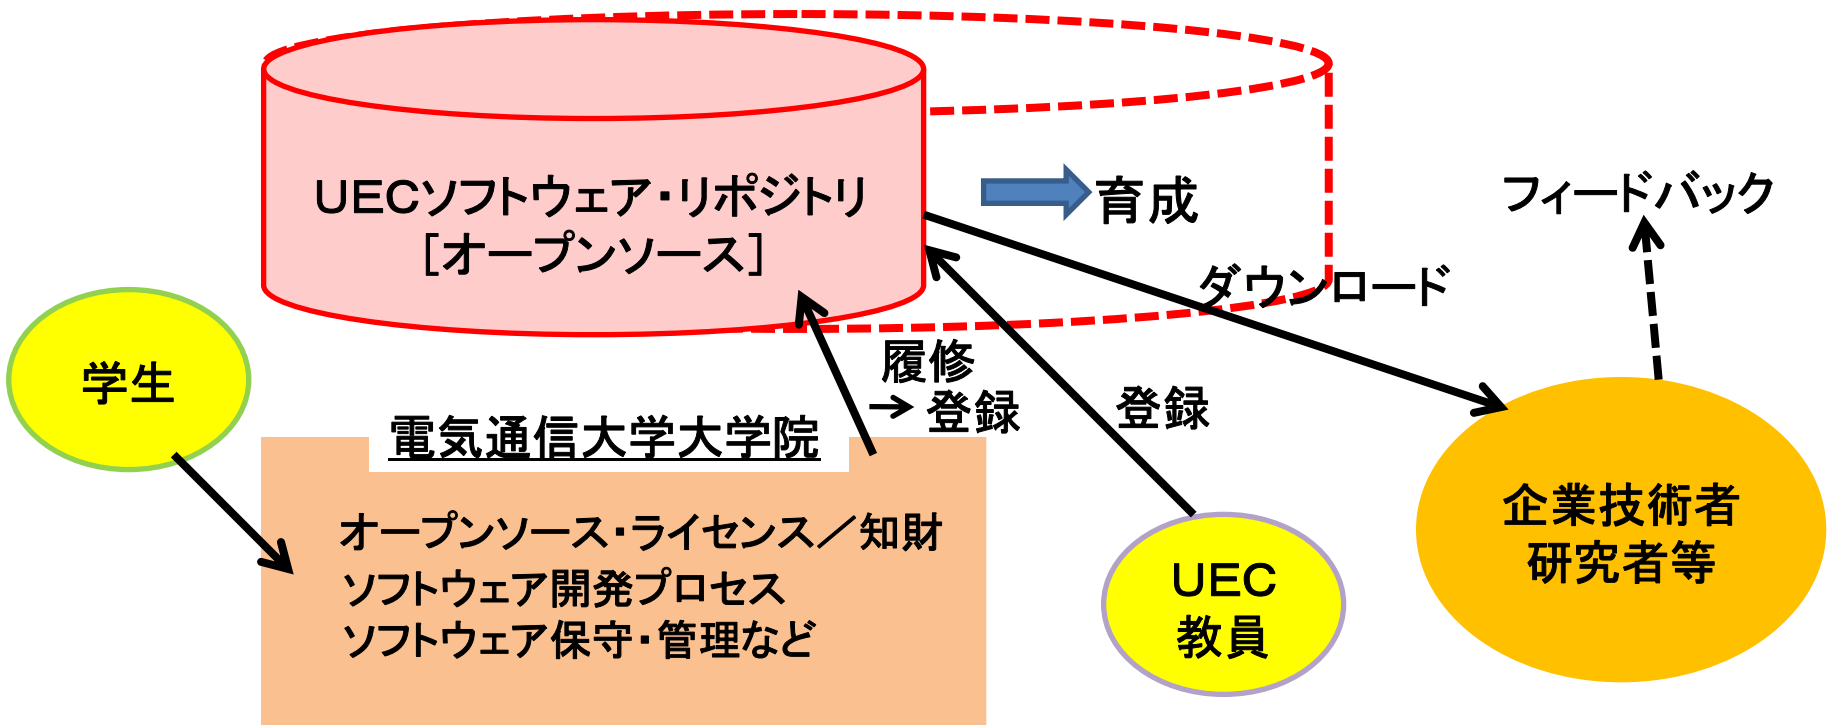 UECソフトウェア・リポジトリ
[オープンソース]
育成
フィードバック
ダウンロード
学生
履修
→ 登録
登録
電気通信大学大学院
オープンソース・ライセンス／知財
ソフトウェア開発プロセス
ソフトウェア保守・管理など
UEC
教員
企業技術者
研究者等